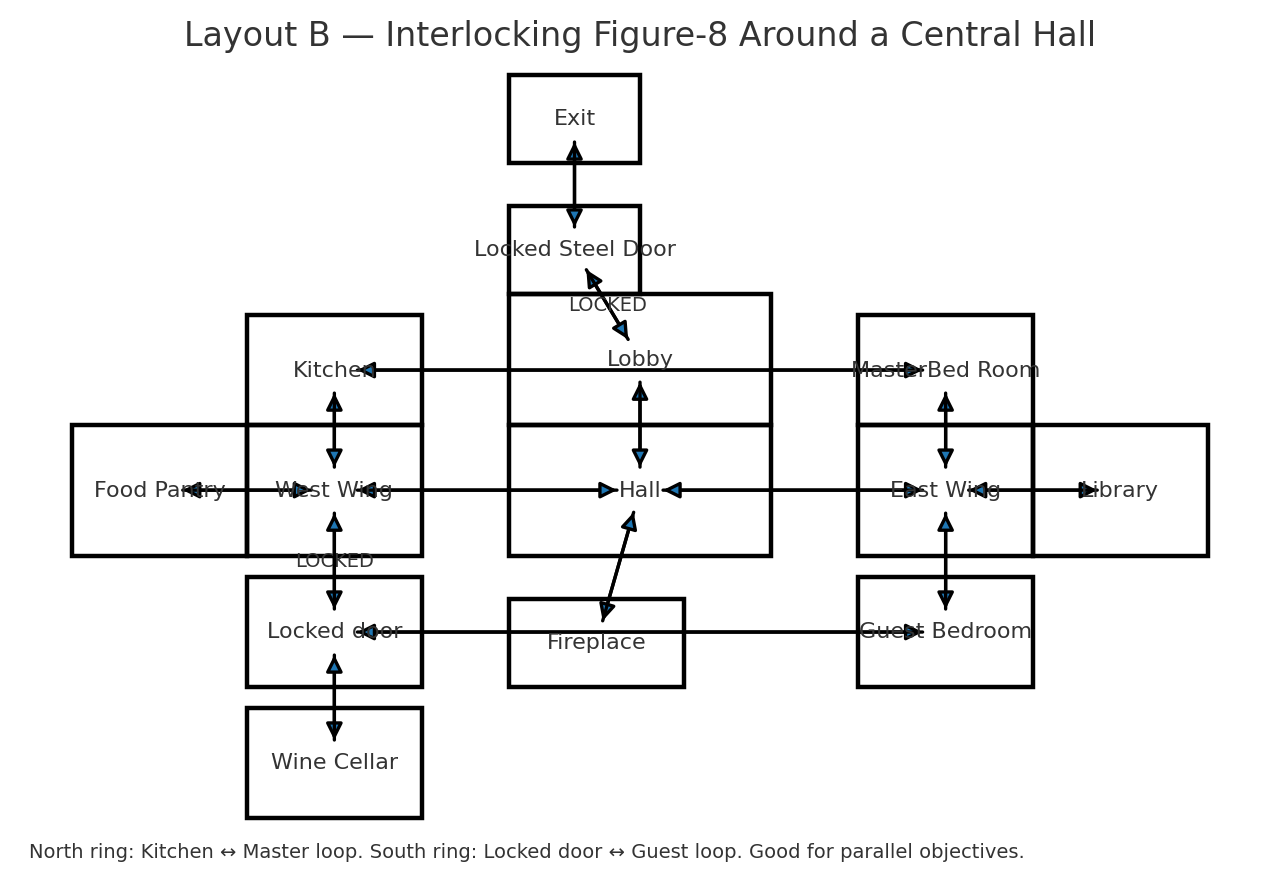 Layout B — Interlocking Figure-8 Around a Central Hall
Exit
Locked Steel Door
LOCKED
Lobby
Kitchen
MasterBed Room
Food Pantry
West Wing
Hall
East Wing
Library
LOCKED
Locked door
Fireplace
Guest Bedroom
Wine Cellar
North ring: Kitchen ↔ Master loop. South ring: Locked door ↔ Guest loop. Good for parallel objectives.